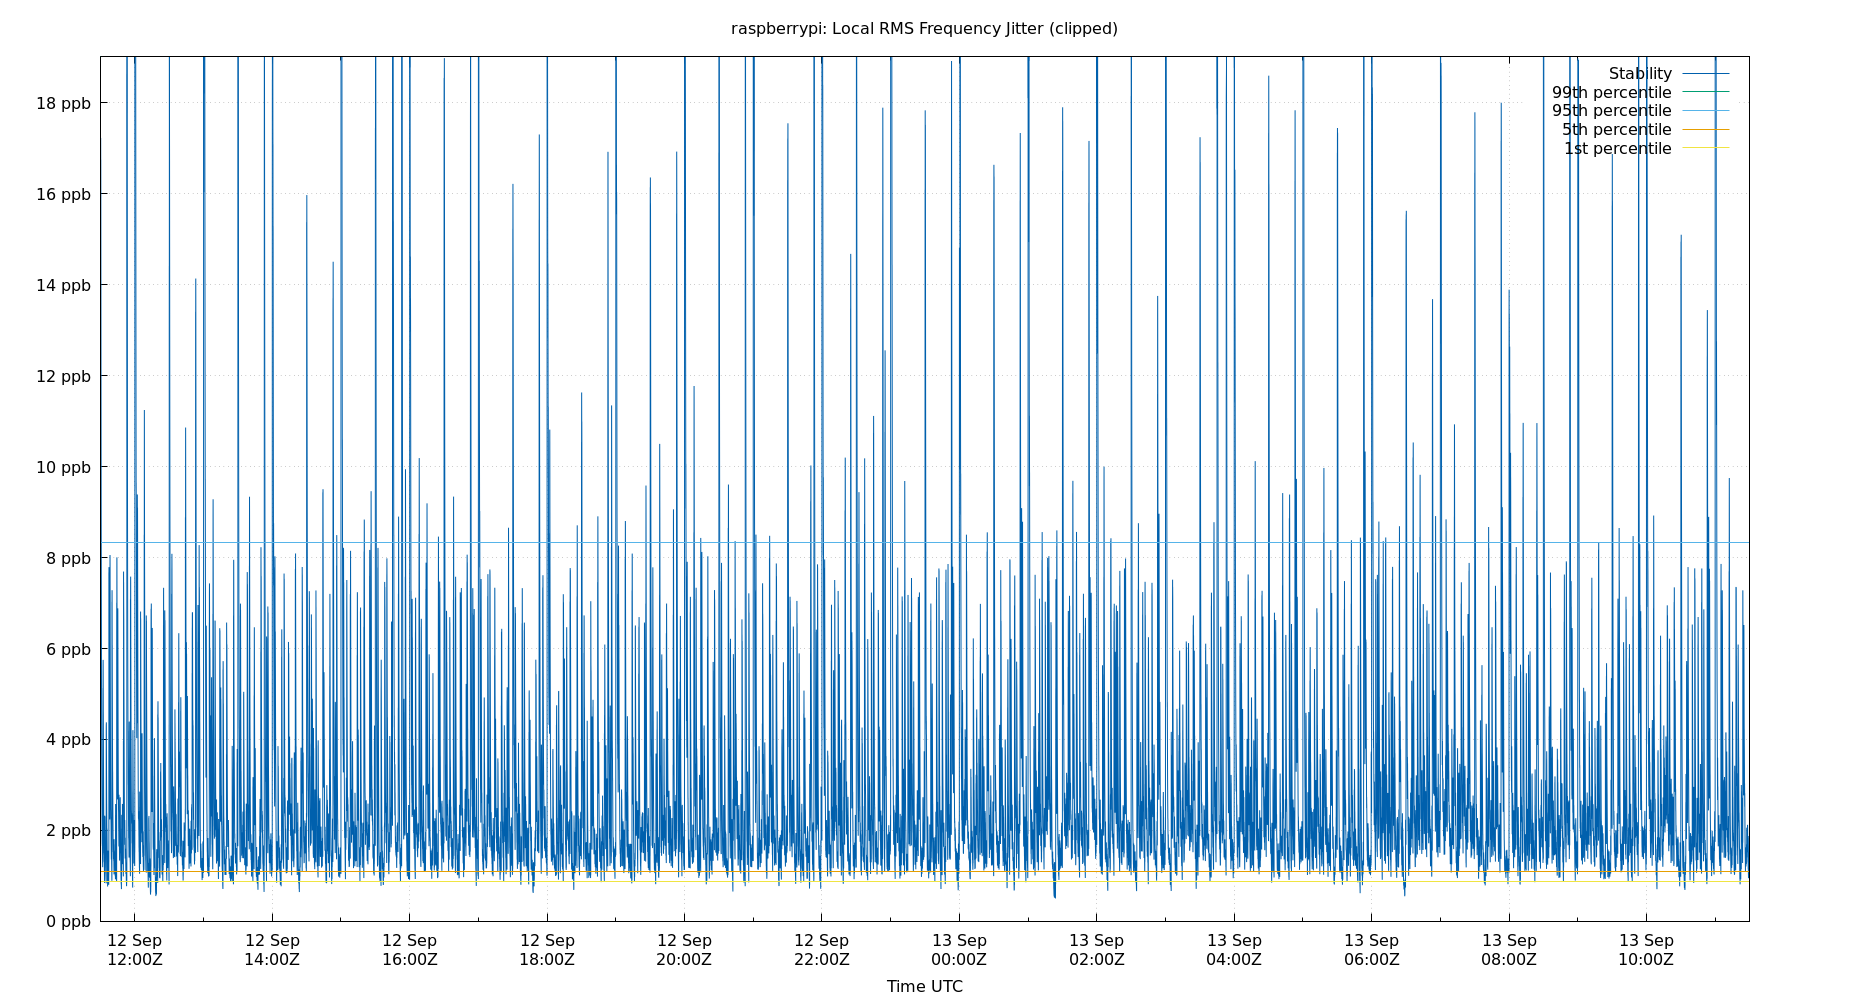 raspberrypi: Local RMS Frequency Jitter (clipped)
Stability
99th percentile
95th percentile
5th percentile
1st percentile
18 ppb
16 ppb
14 ppb
12 ppb
10 ppb
8 ppb
6 ppb
4 ppb
2 ppb
0 ppb
12 Sep 12 Sep 12 Sep 12 Sep 12 Sep 12 Sep 13 Sep 13 Sep 13 Sep 13 Sep 13 Sep 13 Sep
12:00Z 14:00Z 16:00Z 18:00Z 20:00Z 22:00Z 00:00Z 02:00Z 04:00Z 06:00Z 08:00Z 10:00Z
Time UTC